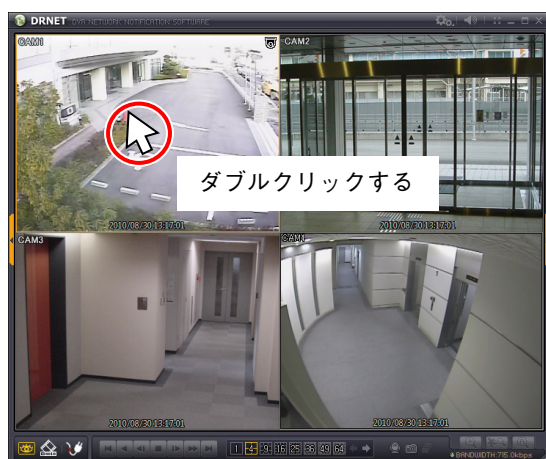 DRNET DVR NETWORK NOTIFICATION SOFTWARE
CAM1
CAM2
ダブルクリックする
2010/08/30 13:17:01
2010/08/30 13:17:01
CAM3
CAM4
2010/08/30 13:17:01
2010/08/30 13:17:01
1 4 9 16 25 36 49 64
BANDWIDTH:715.0kbps